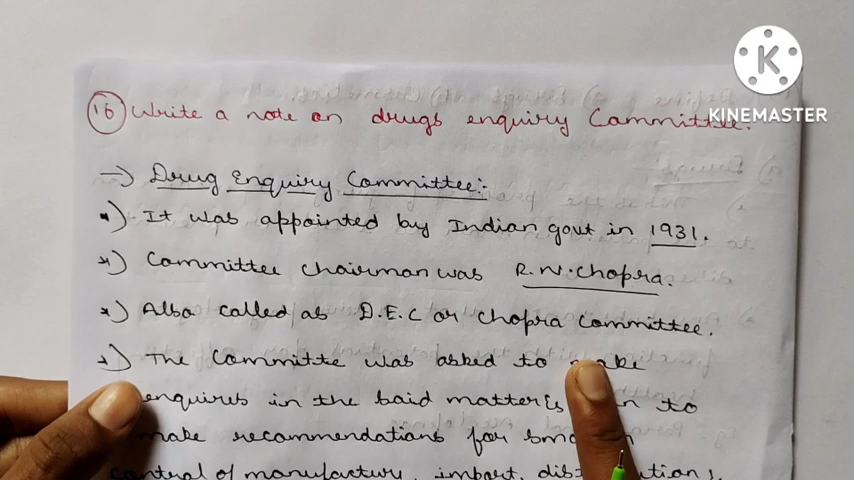 KINEMASTER
16 Write a note on drugs enquiry Committee.
→ Drug Enquiry Committee:-
*) It was appointed by Indian govt in 1931.
*) Committee chairman was R.N. Chopra.
*) Also called as D.E.C or Chopra Committee.
*) The Committe was asked to
enquires in the said matters to
make recommendations for
control of manufacture, import,